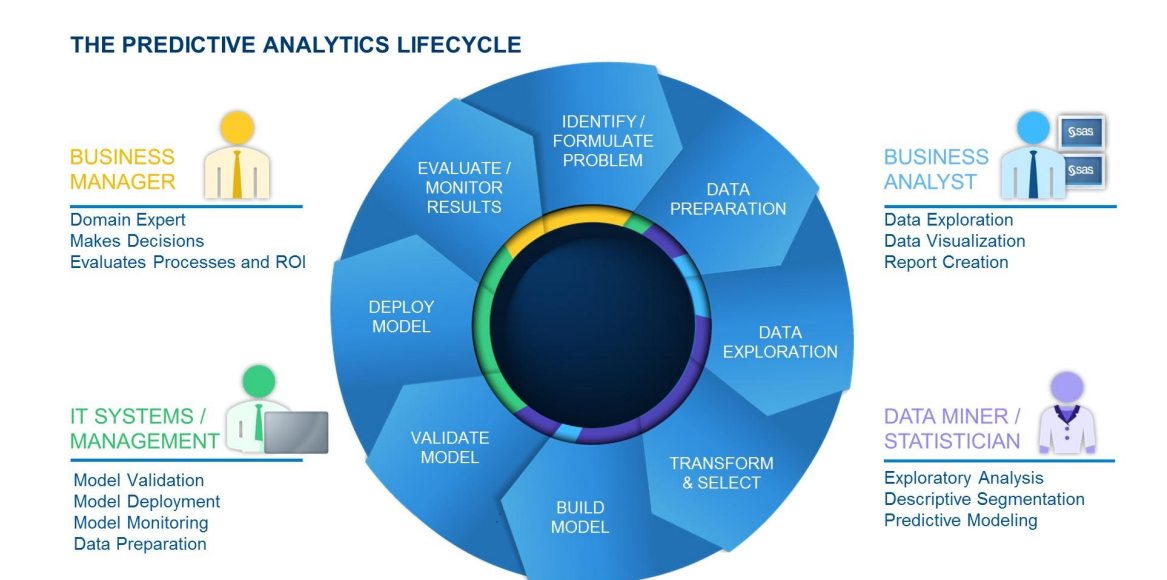 THE PREDICTIVE ANALYTICS LIFECYCLE
BUSINESS
MANAGER
Domain Expert
Makes Decisions
Evaluates Processes and ROI
IT SYSTEMS /
MANAGEMENT
Model Validation
Model Deployment
Model Monitoring
Data Preparation
IDENTIFY /
FORMULATE
PROBLEM
DATA
PREPARATION
DATA
EXPLORATION
TRANSFORM
& SELECT
BUILD
MODEL
VALIDATE
MODEL
DEPLOY
MODEL
EVALUATE /
MONITOR
RESULTS
BUSINESS
ANALYST
sas
sas
Data Exploration
Data Visualization
Report Creation
DATA MINER /
STATISTICIAN
Exploratory Analysis
Descriptive Segmentation
Predictive Modeling